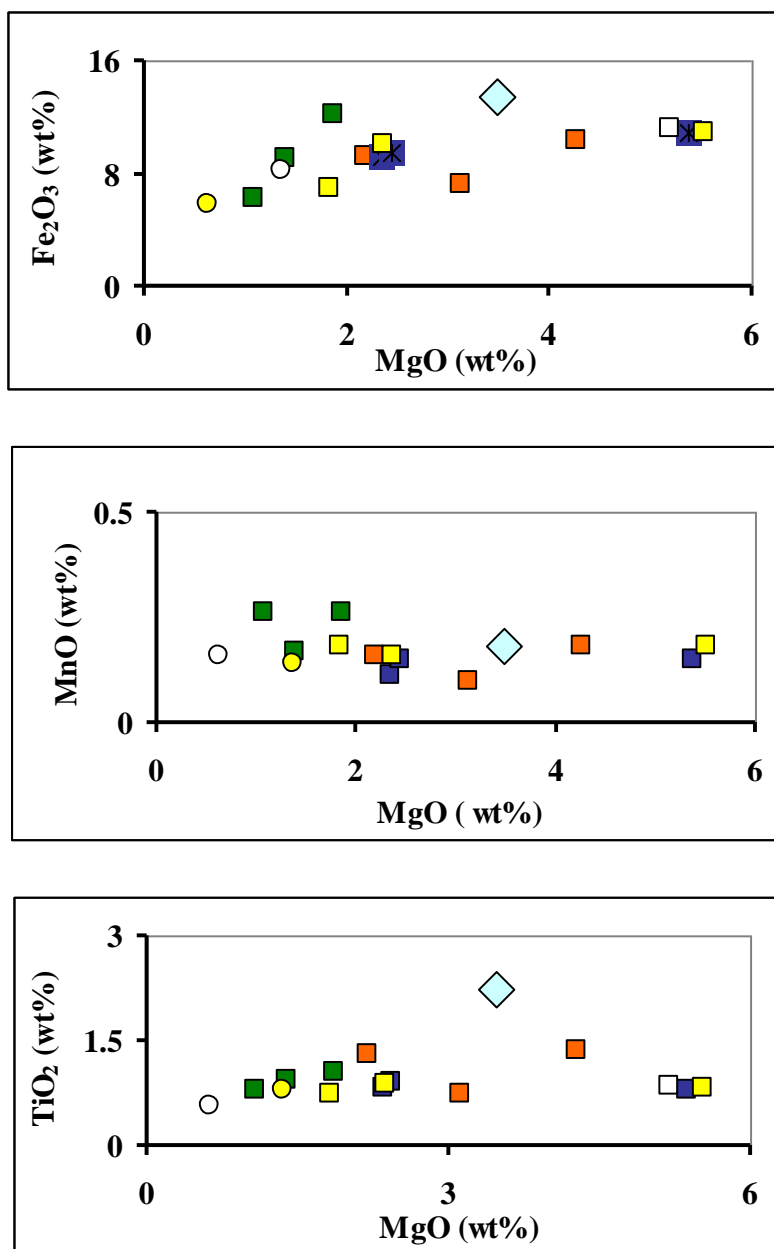 16
8
0
Fe₂O₃ (wt%)
0 2 4 6
MgO (wt%)
0.5
0
MnO (wt%)
0 2 4 6
MgO ( wt%)
3
1.5
0
TiO₂ (wt%)
0 3 6
MgO (wt%)